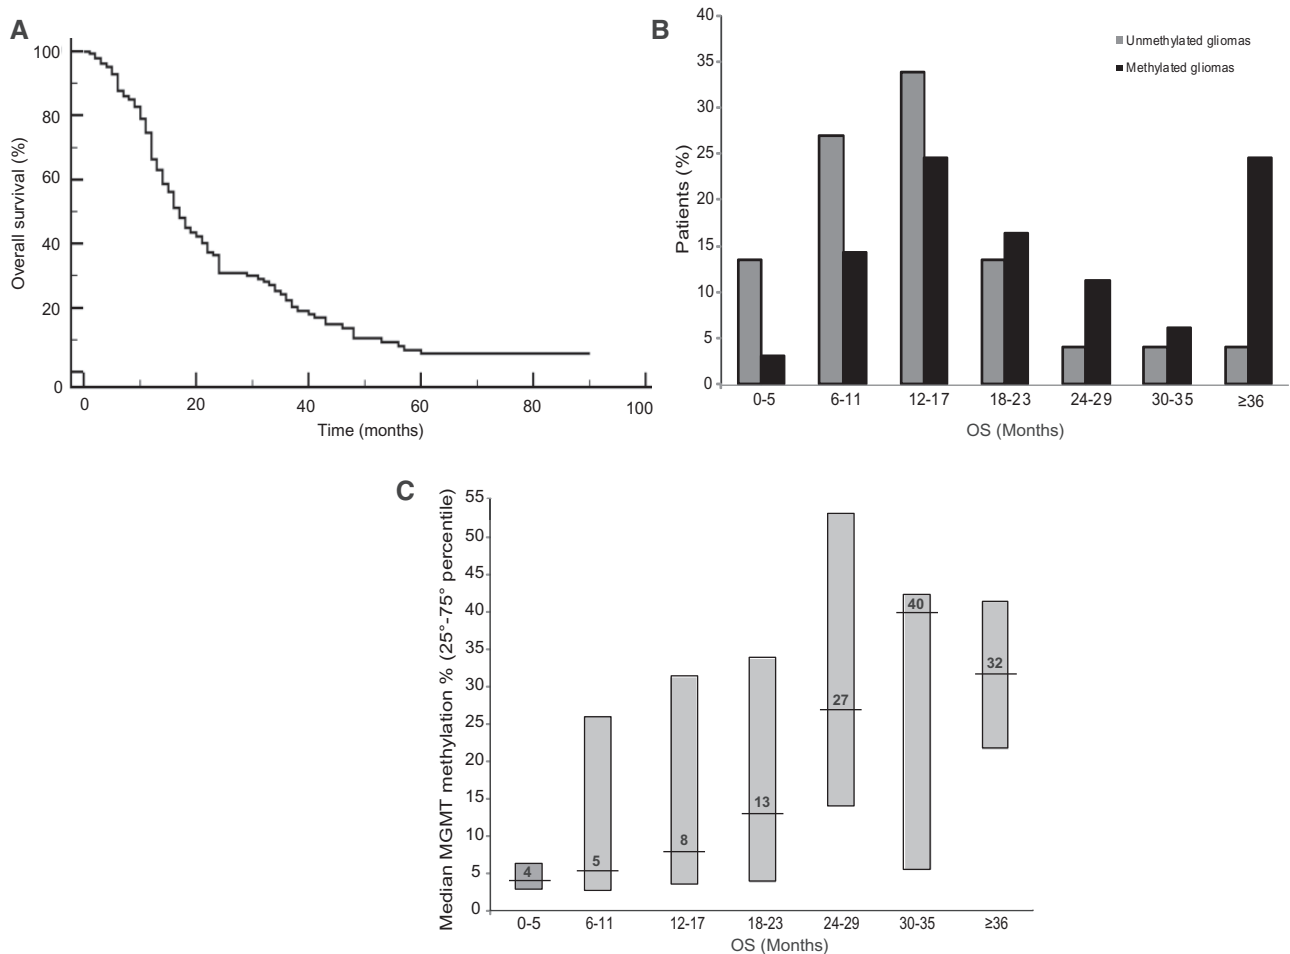 A
Overall survival (%)
100
80
60
40
20
0
0 20 40 60 80 100
Time (months)
B
Patients (%)
40
35
30
25
20
15
10
5
0
Unmethylated gliomas
Methylated gliomas
0-5 6-11 12-17 18-23 24-29 30-35 ≥36
OS (Months)
C
Median MGMT methylation % (25°-75° percentile)
55
50
45
40
35
30
25
20
15
10
5
0
4
5
8
13
27
40
32
0-5 6-11 12-17 18-23 24-29 30-35 ≥36
OS (Months)